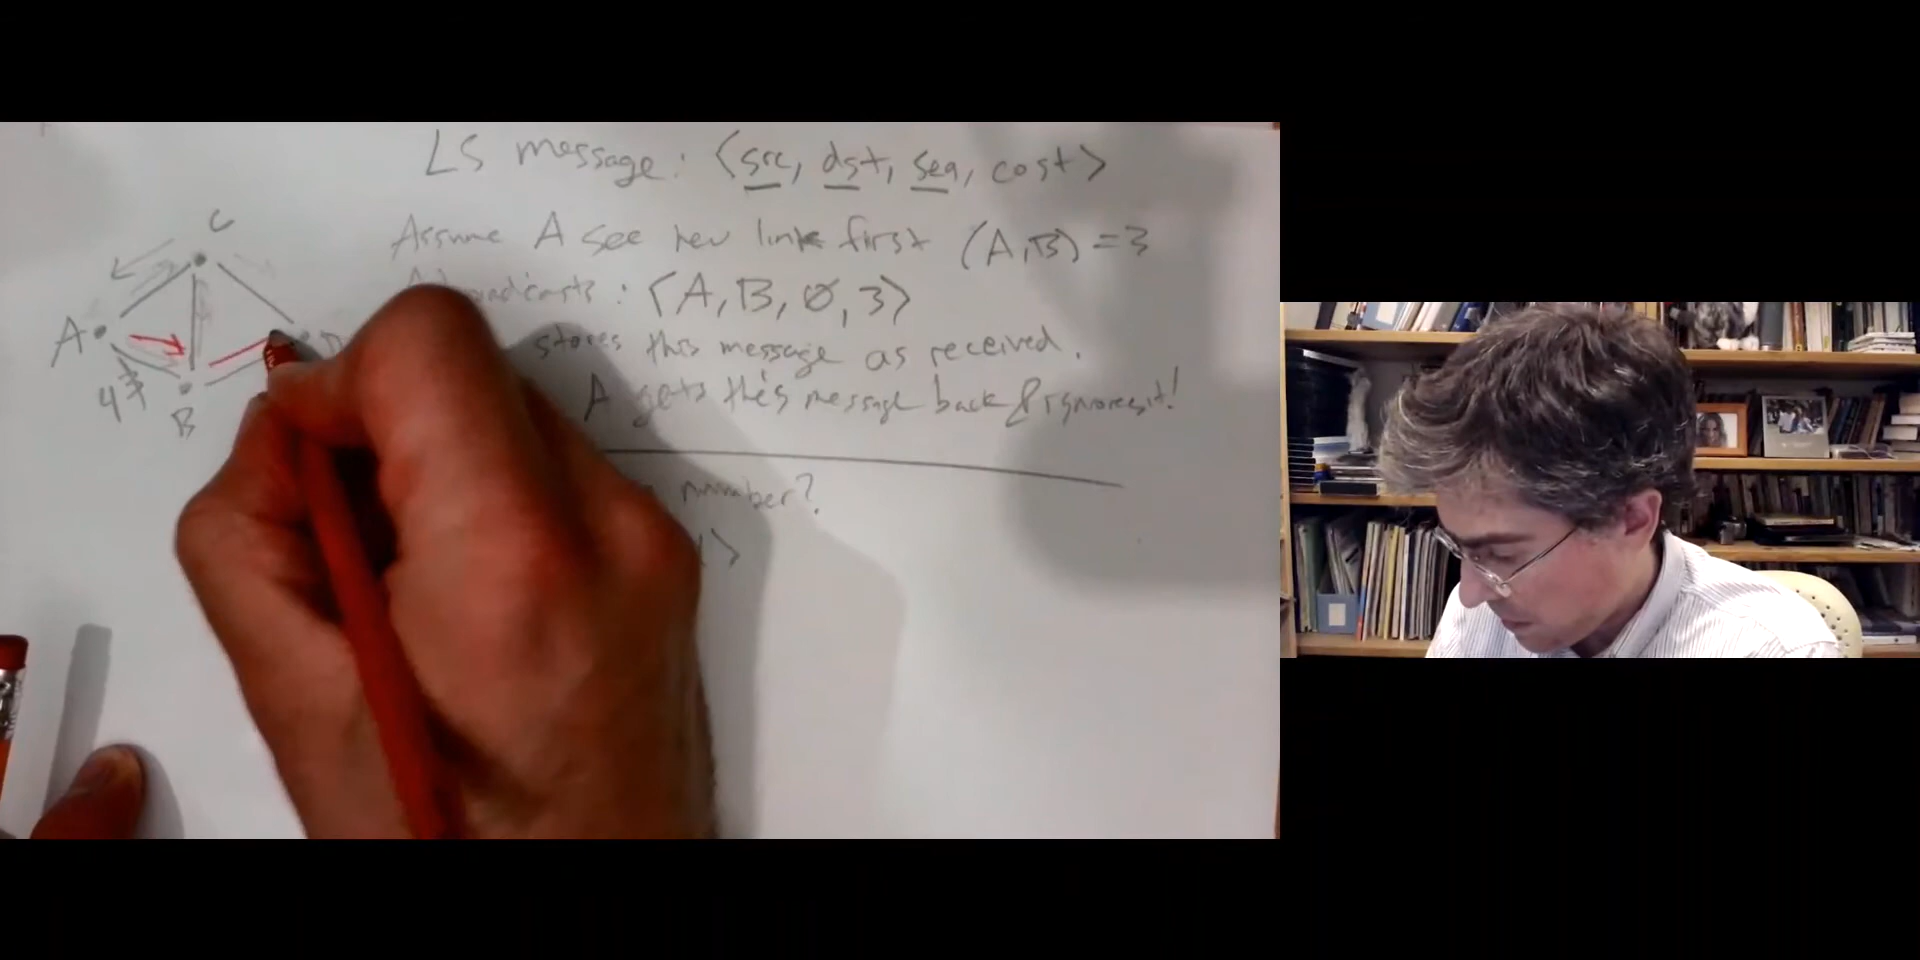 LS message: <src, dst, seq, cost>
Assume A see new link first (A,B) = 3
: <A, B, Ø, 3>
stores this message as received.
A gets this message back & ignores it!
number?
>
C
A
B
4